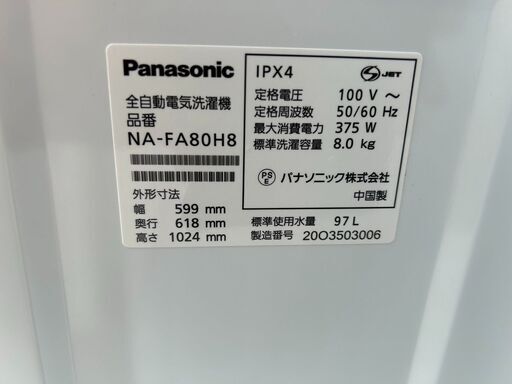 Panasonic
全自動電気洗濯機
品番
NA-FA80H8
外形寸法
幅 599 mm
奥行 618 mm
高さ 1024 mm
IPX4
S JET
定格電圧 100 V ～
定格周波数 50/60 Hz
最大消費電力 375 W
標準洗濯容量 8.0 kg
PS
E
パナソニック株式会社
中国製
標準使用水量 97 L
製造番号 20O3503006